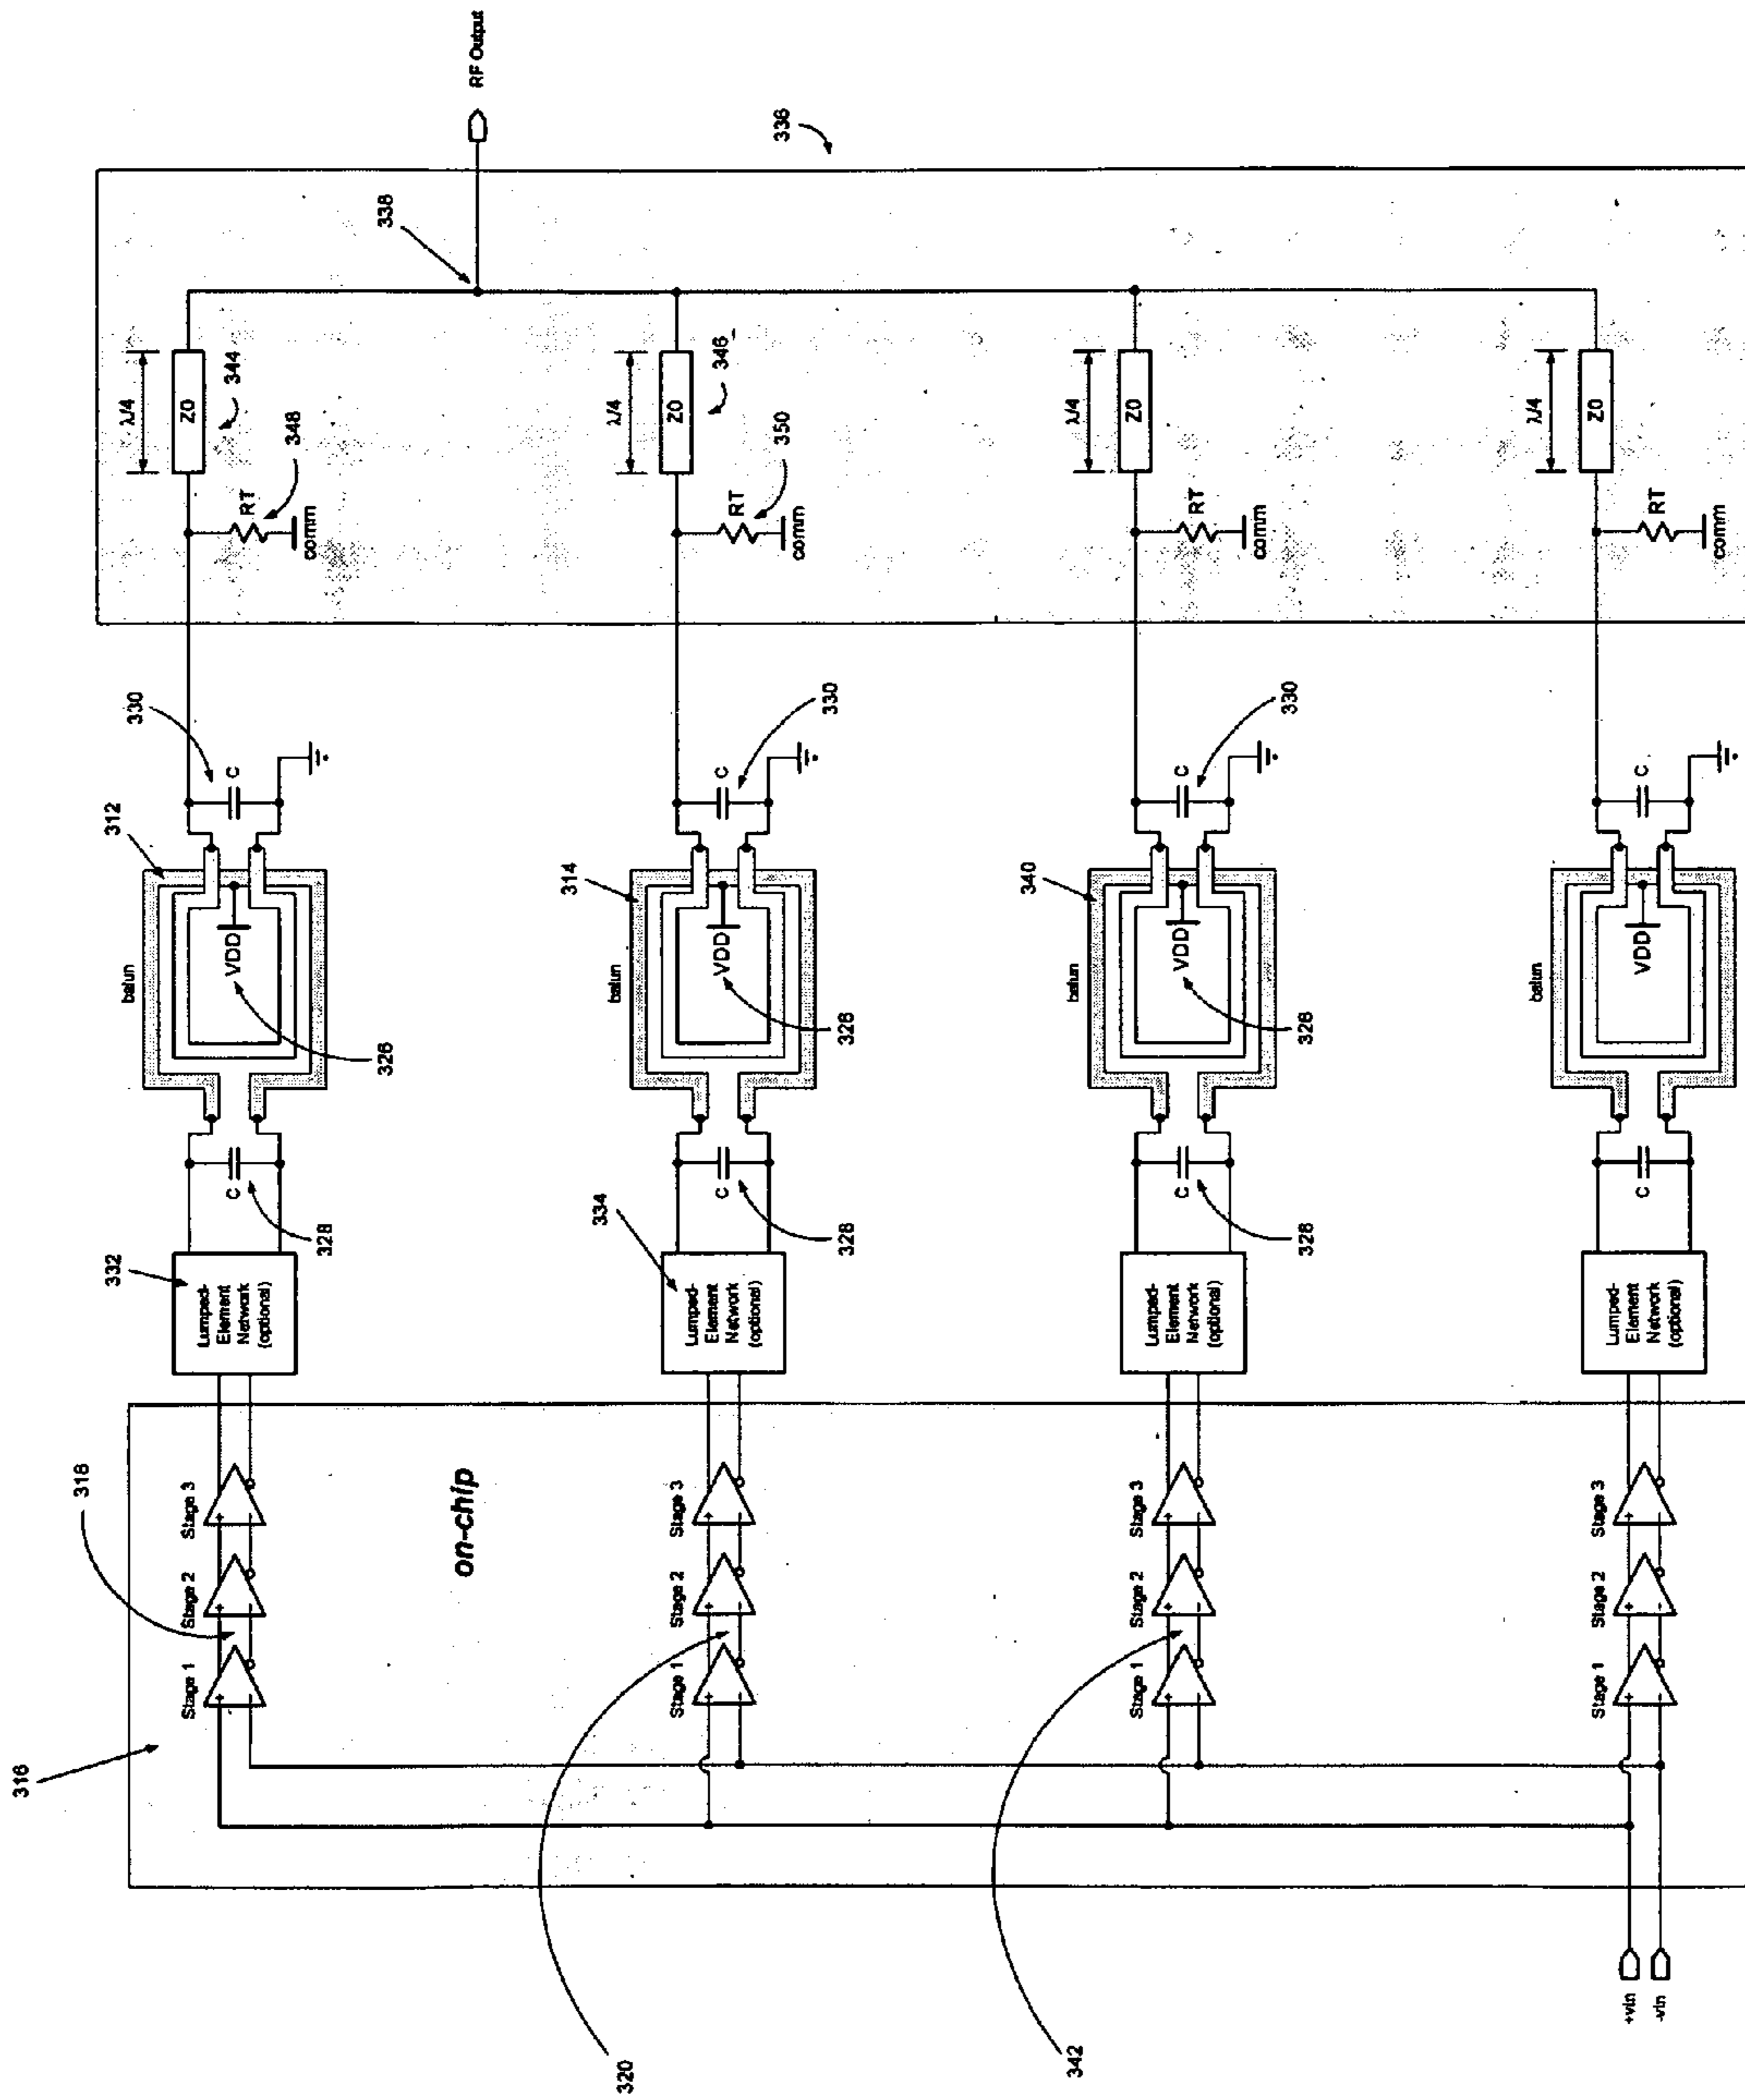 316
318
Stage 1
Stage 2
Stage 3
on-chip
332
Lumped-
Element
Network
(optional)
328
C
balun
312
VDD
326
330
C
348
RT
comm
λ/4
Z0
344
338
RF Output
336
320
Stage 1
Stage 2
Stage 3
334
Lumped-
Element
Network
(optional)
328
C
balun
314
VDD
328
C
330
RT
350
comm
λ/4
Z0
346
342
Stage 1
Stage 2
Stage 3
Lumped-
Element
Network
(optional)
328
C
balun
340
VDD
328
C
330
RT
comm
λ/4
Z0
+vin
-vin
Stage 1
Stage 2
Stage 3
Lumped-
Element
Network
(optional)
C
balun
VDD
C
RT
comm
λ/4
Z0